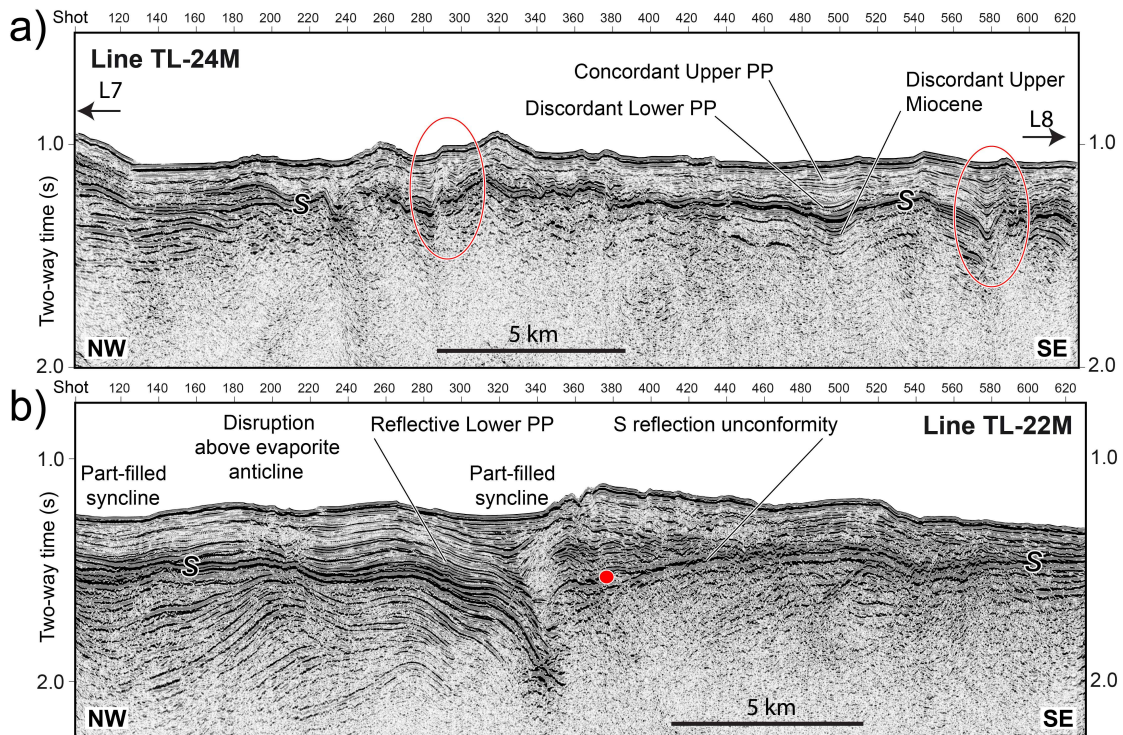 Shot 120 140 160 180 200 220 240 260 280 300 320 340 360 380 400 420 440 460 480 500 520 540 560 580 600 620
a)
Line TL-24M
L7
Concordant Upper PP
Discordant Lower PP
Discordant Upper
Miocene
L8
1.0
1.0
S
S
Two-way time (s)
5 km
NW
SE
2.0
2.0
Shot 120 140 160 180 200 220 240 260 280 300 320 340 360 380 400 420 440 460 480 500 520 540 560 580 600 620
b)
Disruption
above evaporite
anticline
Reflective Lower PP
S reflection unconformity
Line TL-22M
1.0
1.0
Part-filled
syncline
Part-filled
syncline
S
S
Two-way time (s)
2.0
2.0
5 km
NW
SE